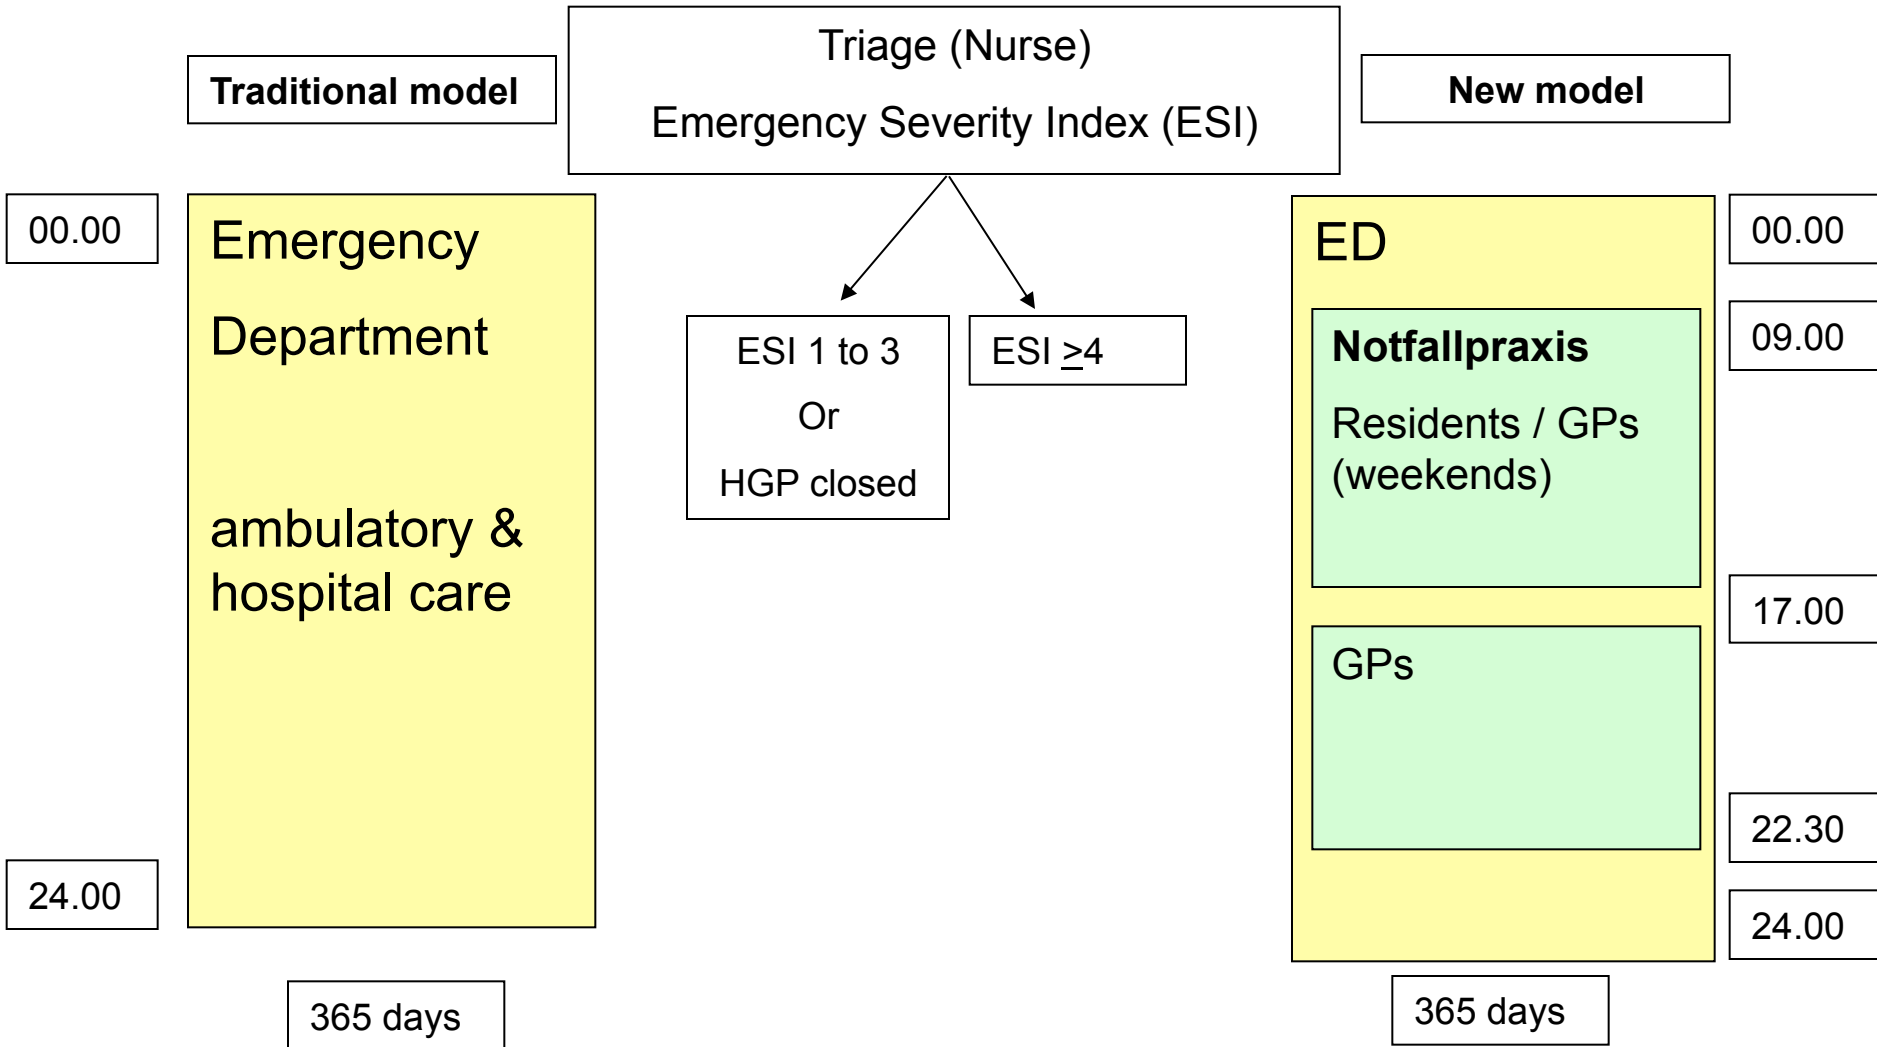 Triage (Nurse)
Emergency Severity Index (ESI)
Traditional model
New model
00.00
Emergency
Department
ambulatory &
hospital care
24.00
365 days
ESI 1 to 3
Or
HGP closed
ESI ≥4
ED
Notfallpraxis
Residents / GPs
(weekends)
GPs
00.00
09.00
17.00
22.30
24.00
365 days